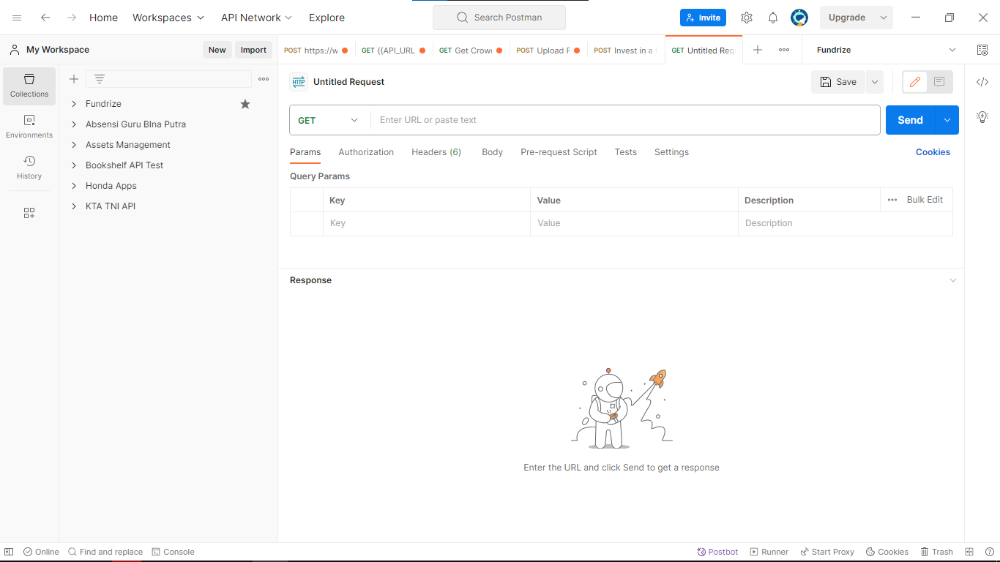 Home Workspaces API Network Explore Search Postman Invite Upgrade
My Workspace New Import POST https://w GET {{API_URL GET Get Crow POST Upload F POST Invest in a GET Untitled Req Fundrize
Collections
Environments
History
Fundrize
Absensi Guru BIna Putra
Assets Management
Bookshelf API Test
Honda Apps
KTA TNI API
HTTP Untitled Request Save
GET Enter URL or paste text Send
Params Authorization Headers (6) Body Pre-request Script Tests Settings Cookies
Query Params
Key Value Description Bulk Edit
Key Value Description
Response
Enter the URL and click Send to get a response
Online Find and replace Console Postbot Runner Start Proxy Cookies Trash